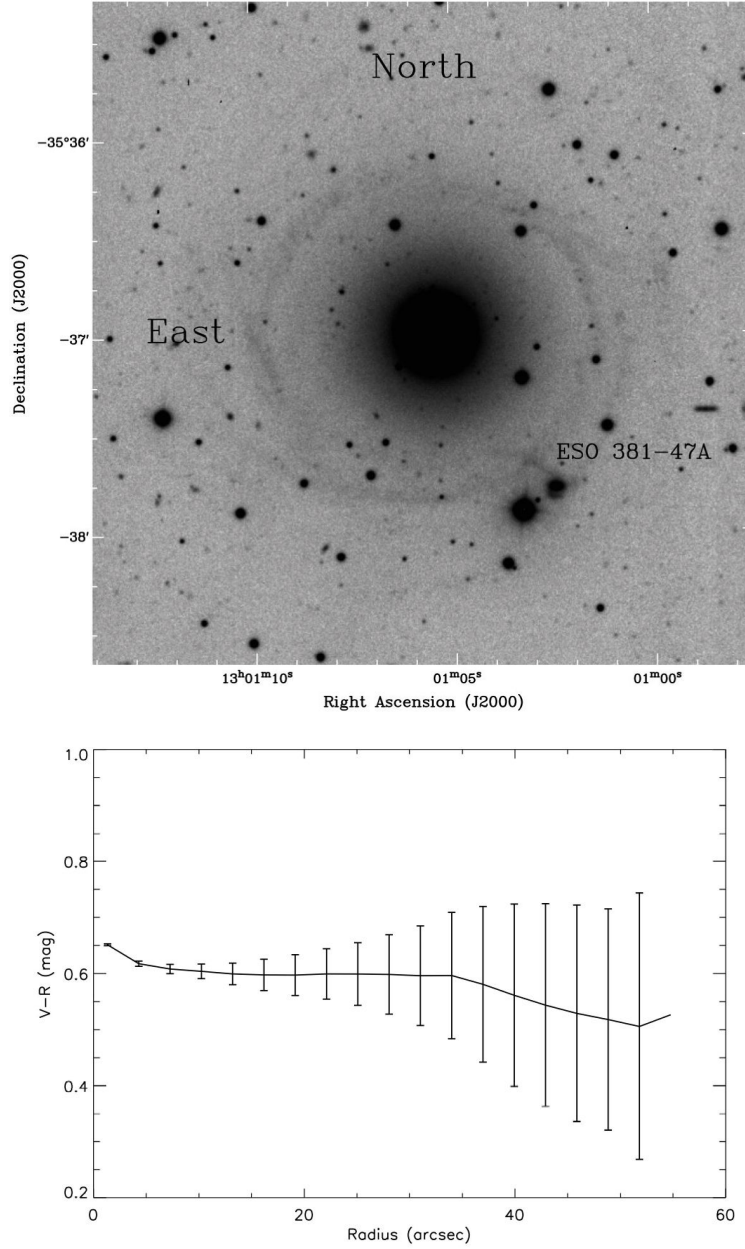 North
-35°36′
East
Declination (J2000)
-37′
ESO 381-47A
-38′
13ʰ01ᵐ10ˢ
01ᵐ05ˢ
01ᵐ00ˢ
Right Ascension (J2000)
1.0
0.8
V-R (mag)
0.6
0.4
0.2
0
20
40
60
Radius (arcsec)